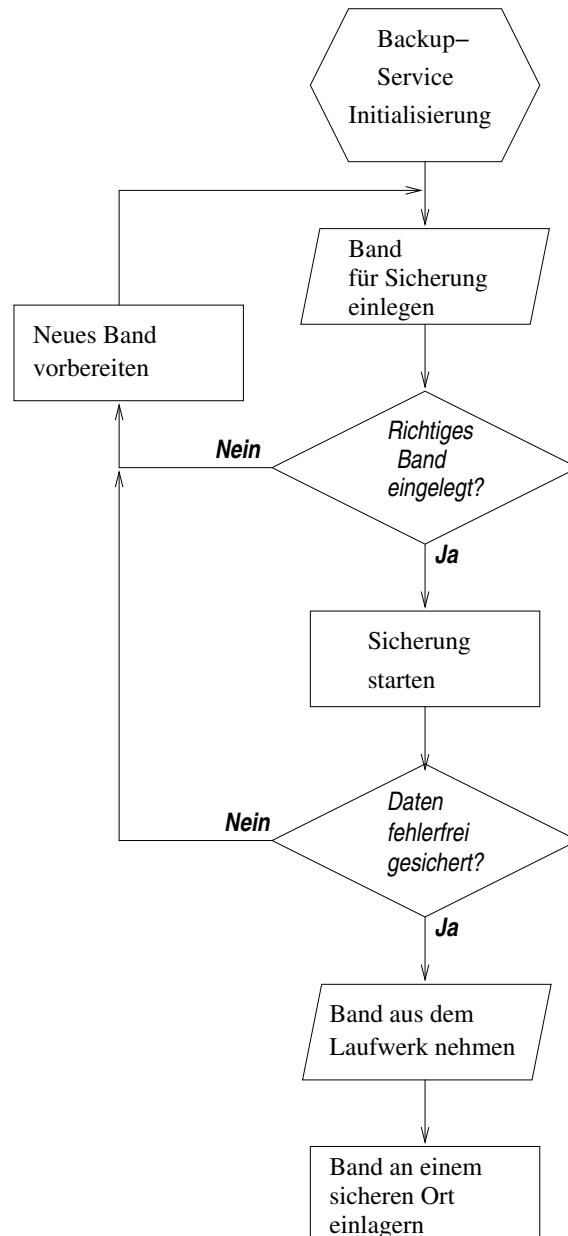 Backup–
Service
Initialisierung
Band
für Sicherung
einlegen
Neues Band
vorbereiten
Nein
Richtiges
Band
eingelegt?
Ja
Sicherung
starten
Nein
Daten
fehlerfrei
gesichert?
Ja
Band aus dem
Laufwerk nehmen
Band an einem
sicheren Ort
einlagern